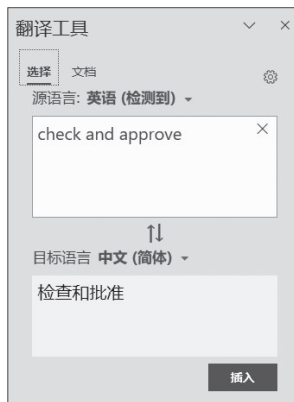 翻译工具
选择 文档
源语言: 英语 (检测到)
check and approve
目标语言 中文 (简体)
检查和批准
插入